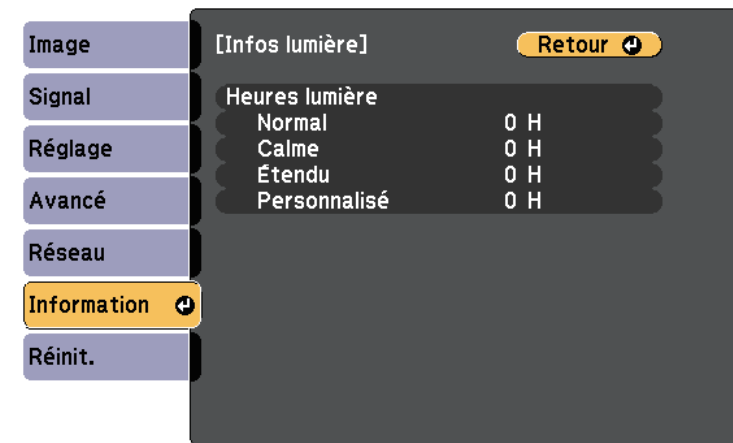 Image
Signal
Réglage
Avancé
Réseau
Information
Réinit.
[Infos lumière] Retour
Heures lumière
Normal 0 H
Calme 0 H
Étendu 0 H
Personnalisé 0 H